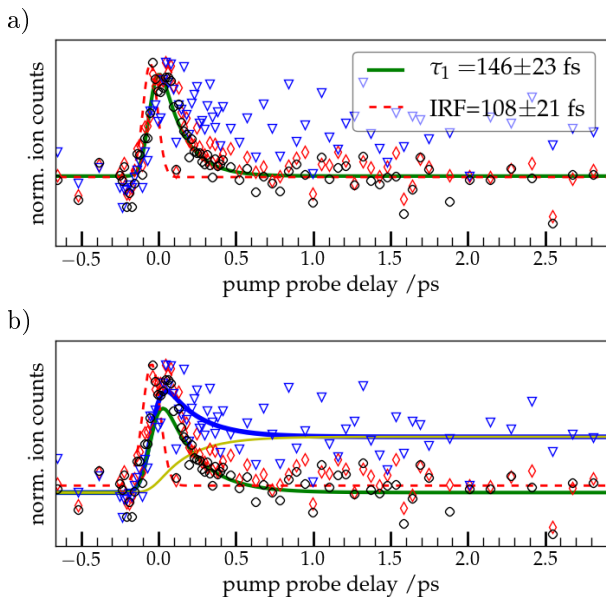 a)
norm. ion counts
τ₁ =146±23 fs
IRF=108±21 fs
−0.5 0.0 0.5 1.0 1.5 2.0 2.5
pump probe delay /ps
b)
norm. ion counts
−0.5 0.0 0.5 1.0 1.5 2.0 2.5
pump probe delay /ps